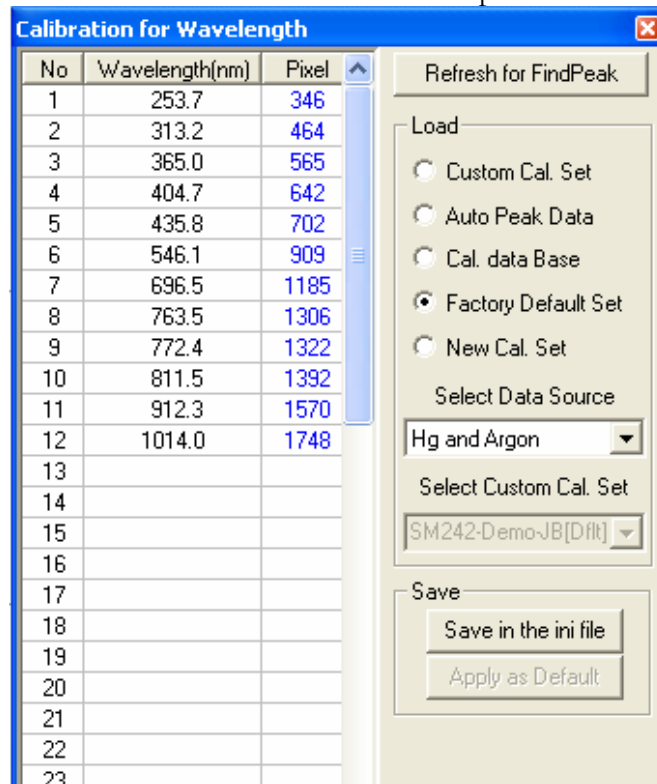 Calibration for Wavelength
No Wavelength(nm) Pixel
1 253.7 346
2 313.2 464
3 365.0 565
4 404.7 642
5 435.8 702
6 546.1 909
7 696.5 1185
8 763.5 1306
9 772.4 1322
10 811.5 1392
11 912.3 1570
12 1014.0 1748
13
14
15
16
17
18
19
20
21
22
23
Refresh for FindPeak
Load
Custom Cal. Set
Auto Peak Data
Cal. data Base
Factory Default Set
New Cal. Set
Select Data Source
Hg and Argon
Select Custom Cal. Set
SM242-Demo-JB[Dflt]
Save
Save in the ini file
Apply as Default